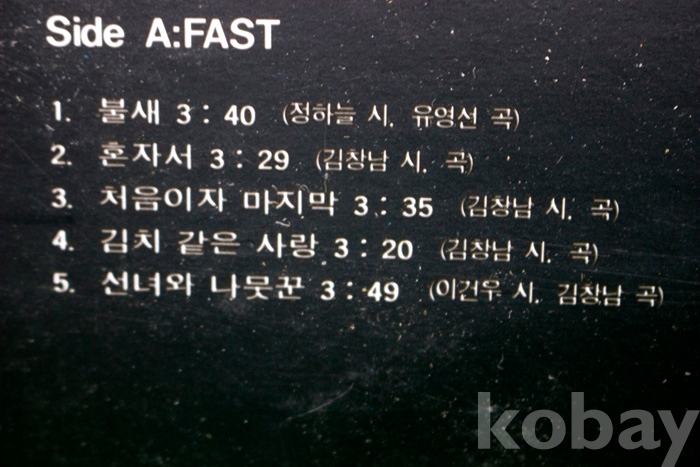 Side A:FAST
1. 불새 3 : 40 (정하늘 시. 유영선 곡)
2. 혼자서 3 : 29 (김창남 시. 곡)
3. 처음이자 마지막 3 : 35 (김창남 시. 곡)
4. 김치 같은 사랑 3 : 20 (김창남 시. 곡)
5. 선녀와 나뭇꾼 3 : 49 (이건우 시. 김창남 곡)
kobay